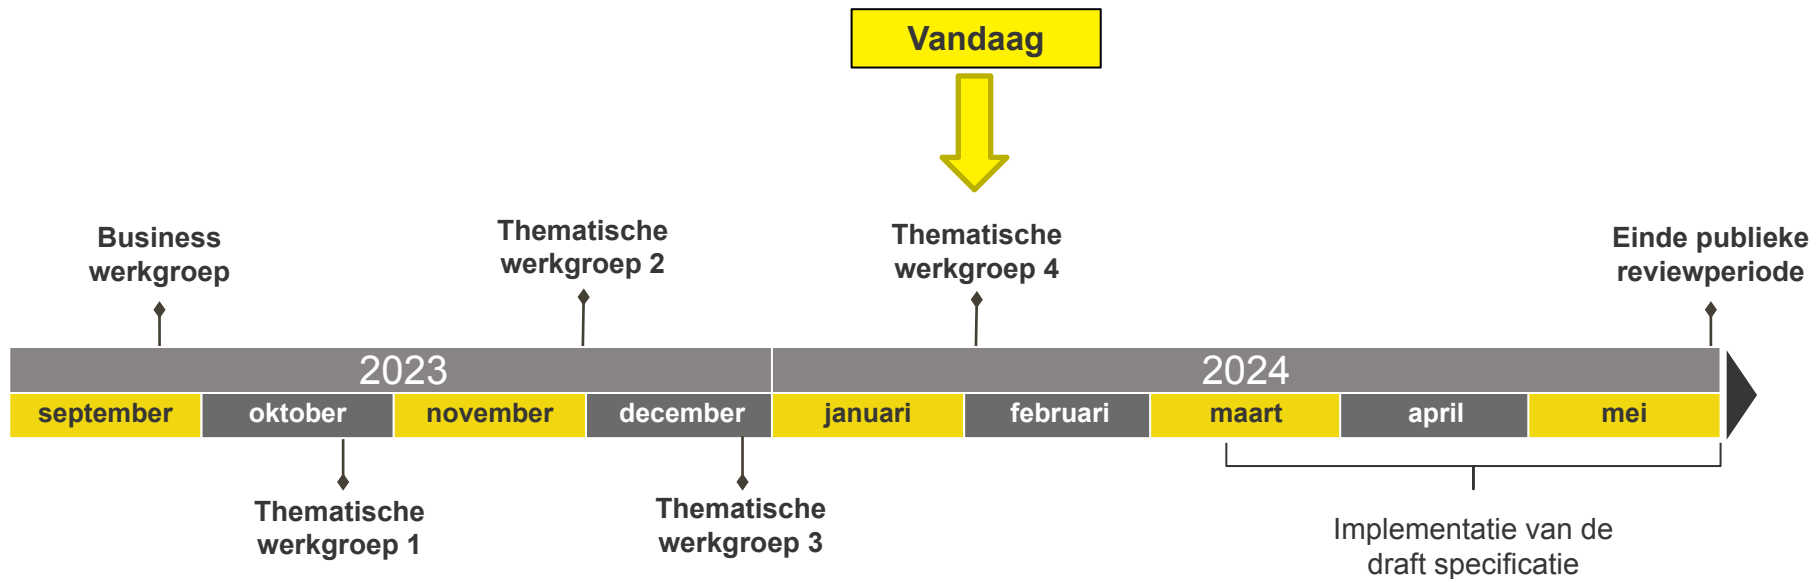 Vandaag
Business
werkgroep
Thematische
werkgroep 2
Thematische
werkgroep 4
Einde publieke
reviewperiode
2023
2024
september
oktober
november
december
januari
februari
maart
april
mei
Thematische
werkgroep 1
Thematische
werkgroep 3
Implementatie van de
draft specificatie